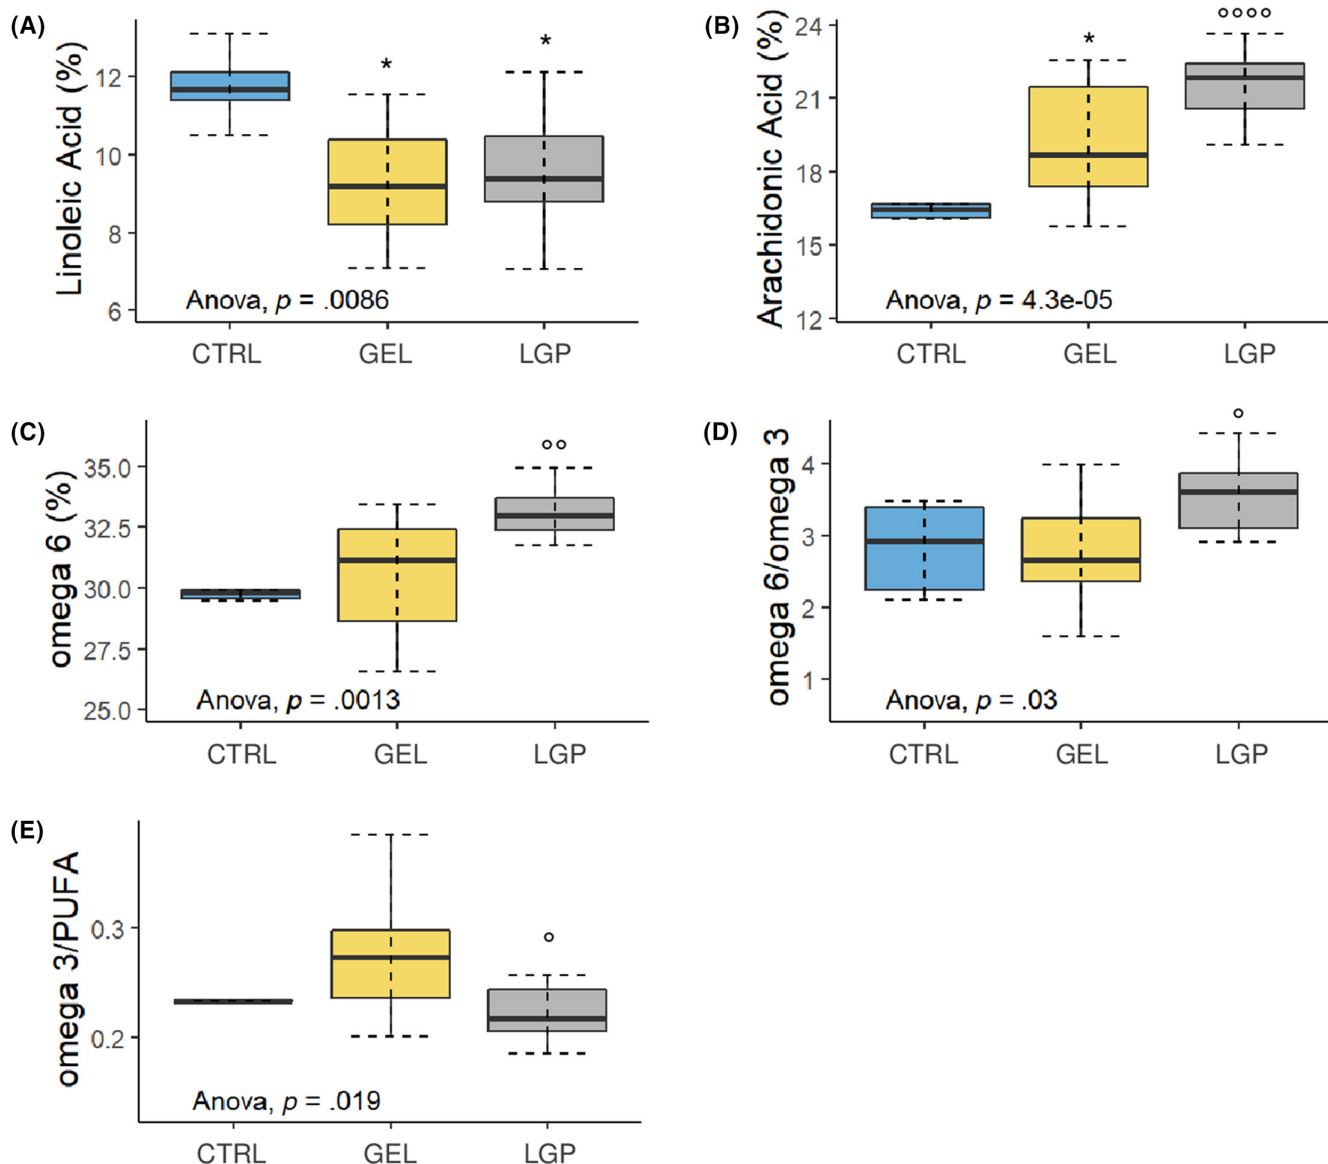 (A)
Linoleic Acid (%)
12
10
8
6
*
*
Anova, p = .0086
CTRL GEL LGP
(B)
Arachidonic Acid (%)
24
21
18
15
12
*
°°°°
Anova, p = 4.3e-05
CTRL GEL LGP
(C)
omega 6 (%)
35.0
32.5
30.0
27.5
25.0
°°
Anova, p = .0013
CTRL GEL LGP
(D)
omega 6/omega 3
4
3
2
1
°
Anova, p = .03
CTRL GEL LGP
(E)
omega 3/PUFA
0.3
0.2
°
Anova, p = .019
CTRL GEL LGP